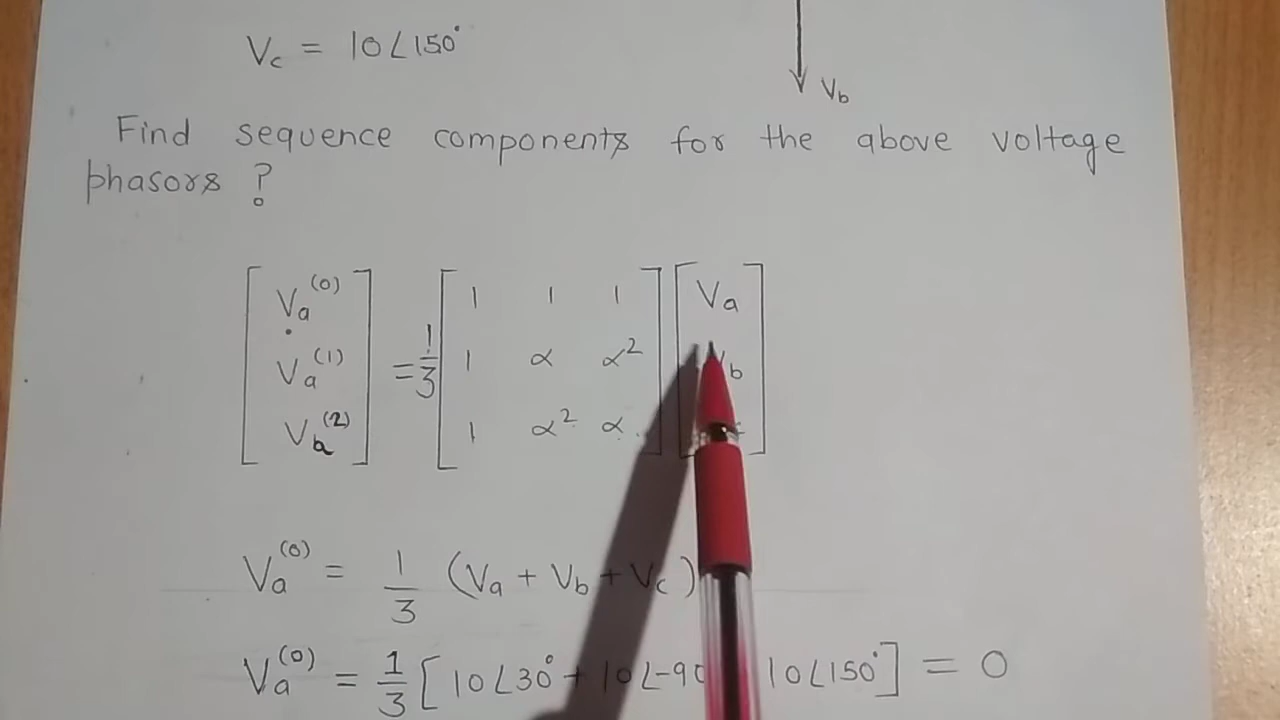 Vc = 10∠150°
Vb
Find sequence components for the above voltage
phasors ?
[Va^(0)] = 1/3 [1 1 1] [Va]
[Va^(1)] [1 α α²] [Vb]
[Va^(2)] [1 α² α]
Va^(0) = 1/3 (Va + Vb + Vc)
Va^(0) = 1/3 [10∠30° + 10∠-90 10∠150°] = 0